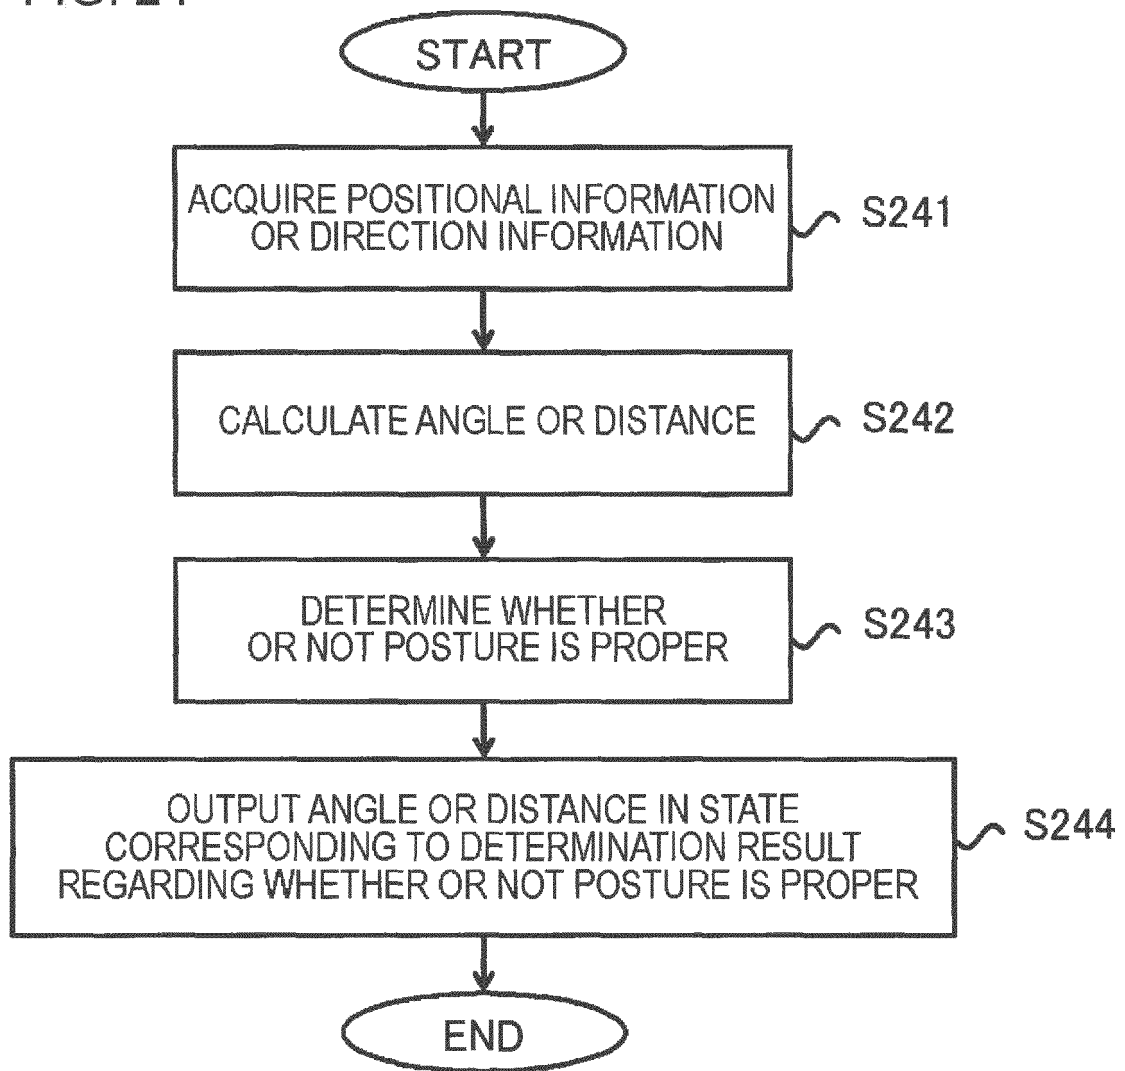 START
ACQUIRE POSITIONAL INFORMATION
OR DIRECTION INFORMATION
S241
CALCULATE ANGLE OR DISTANCE
S242
DETERMINE WHETHER
OR NOT POSTURE IS PROPER
S243
OUTPUT ANGLE OR DISTANCE IN STATE
CORRESPONDING TO DETERMINATION RESULT
REGARDING WHETHER OR NOT POSTURE IS PROPER
S244
END